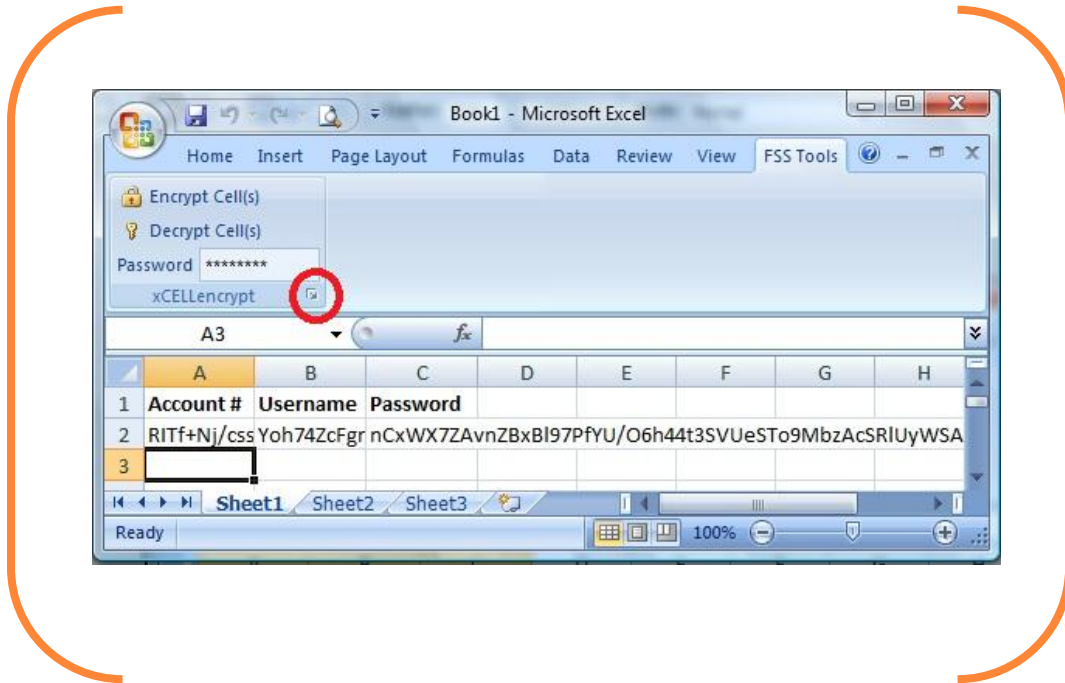 Book1 - Microsoft Excel
Home Insert Page Layout Formulas Data Review View FSS Tools
Encrypt Cell(s)
Decrypt Cell(s)
Password ********
xCELLencrypt
A3 fx
A B C D E F G H
1 Account # Username Password
2 RITf+Nj/css Yoh74ZcFgr nCxWX7ZAvnZBxBl97PfYU/O6h44t3SVUeSTo9MbzAcSRlUyWSA
3
Sheet1 Sheet2 Sheet3
Ready 100%